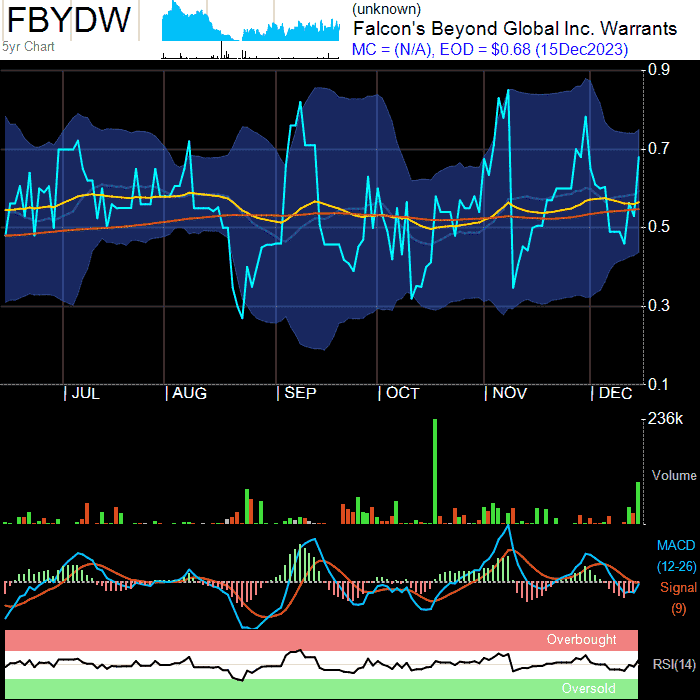 FBYDW
5yr Chart
(unknown)
Falcon's Beyond Global Inc. Warrants
MC = (N/A), EOD = $0.68 (15Dec2023)
0.9
0.7
0.5
0.3
0.1
| JUL | AUG | SEP | OCT | NOV | DEC
236k
Volume
MACD
(12-26)
Signal
(9)
Overbought
RSI(14)
Oversold